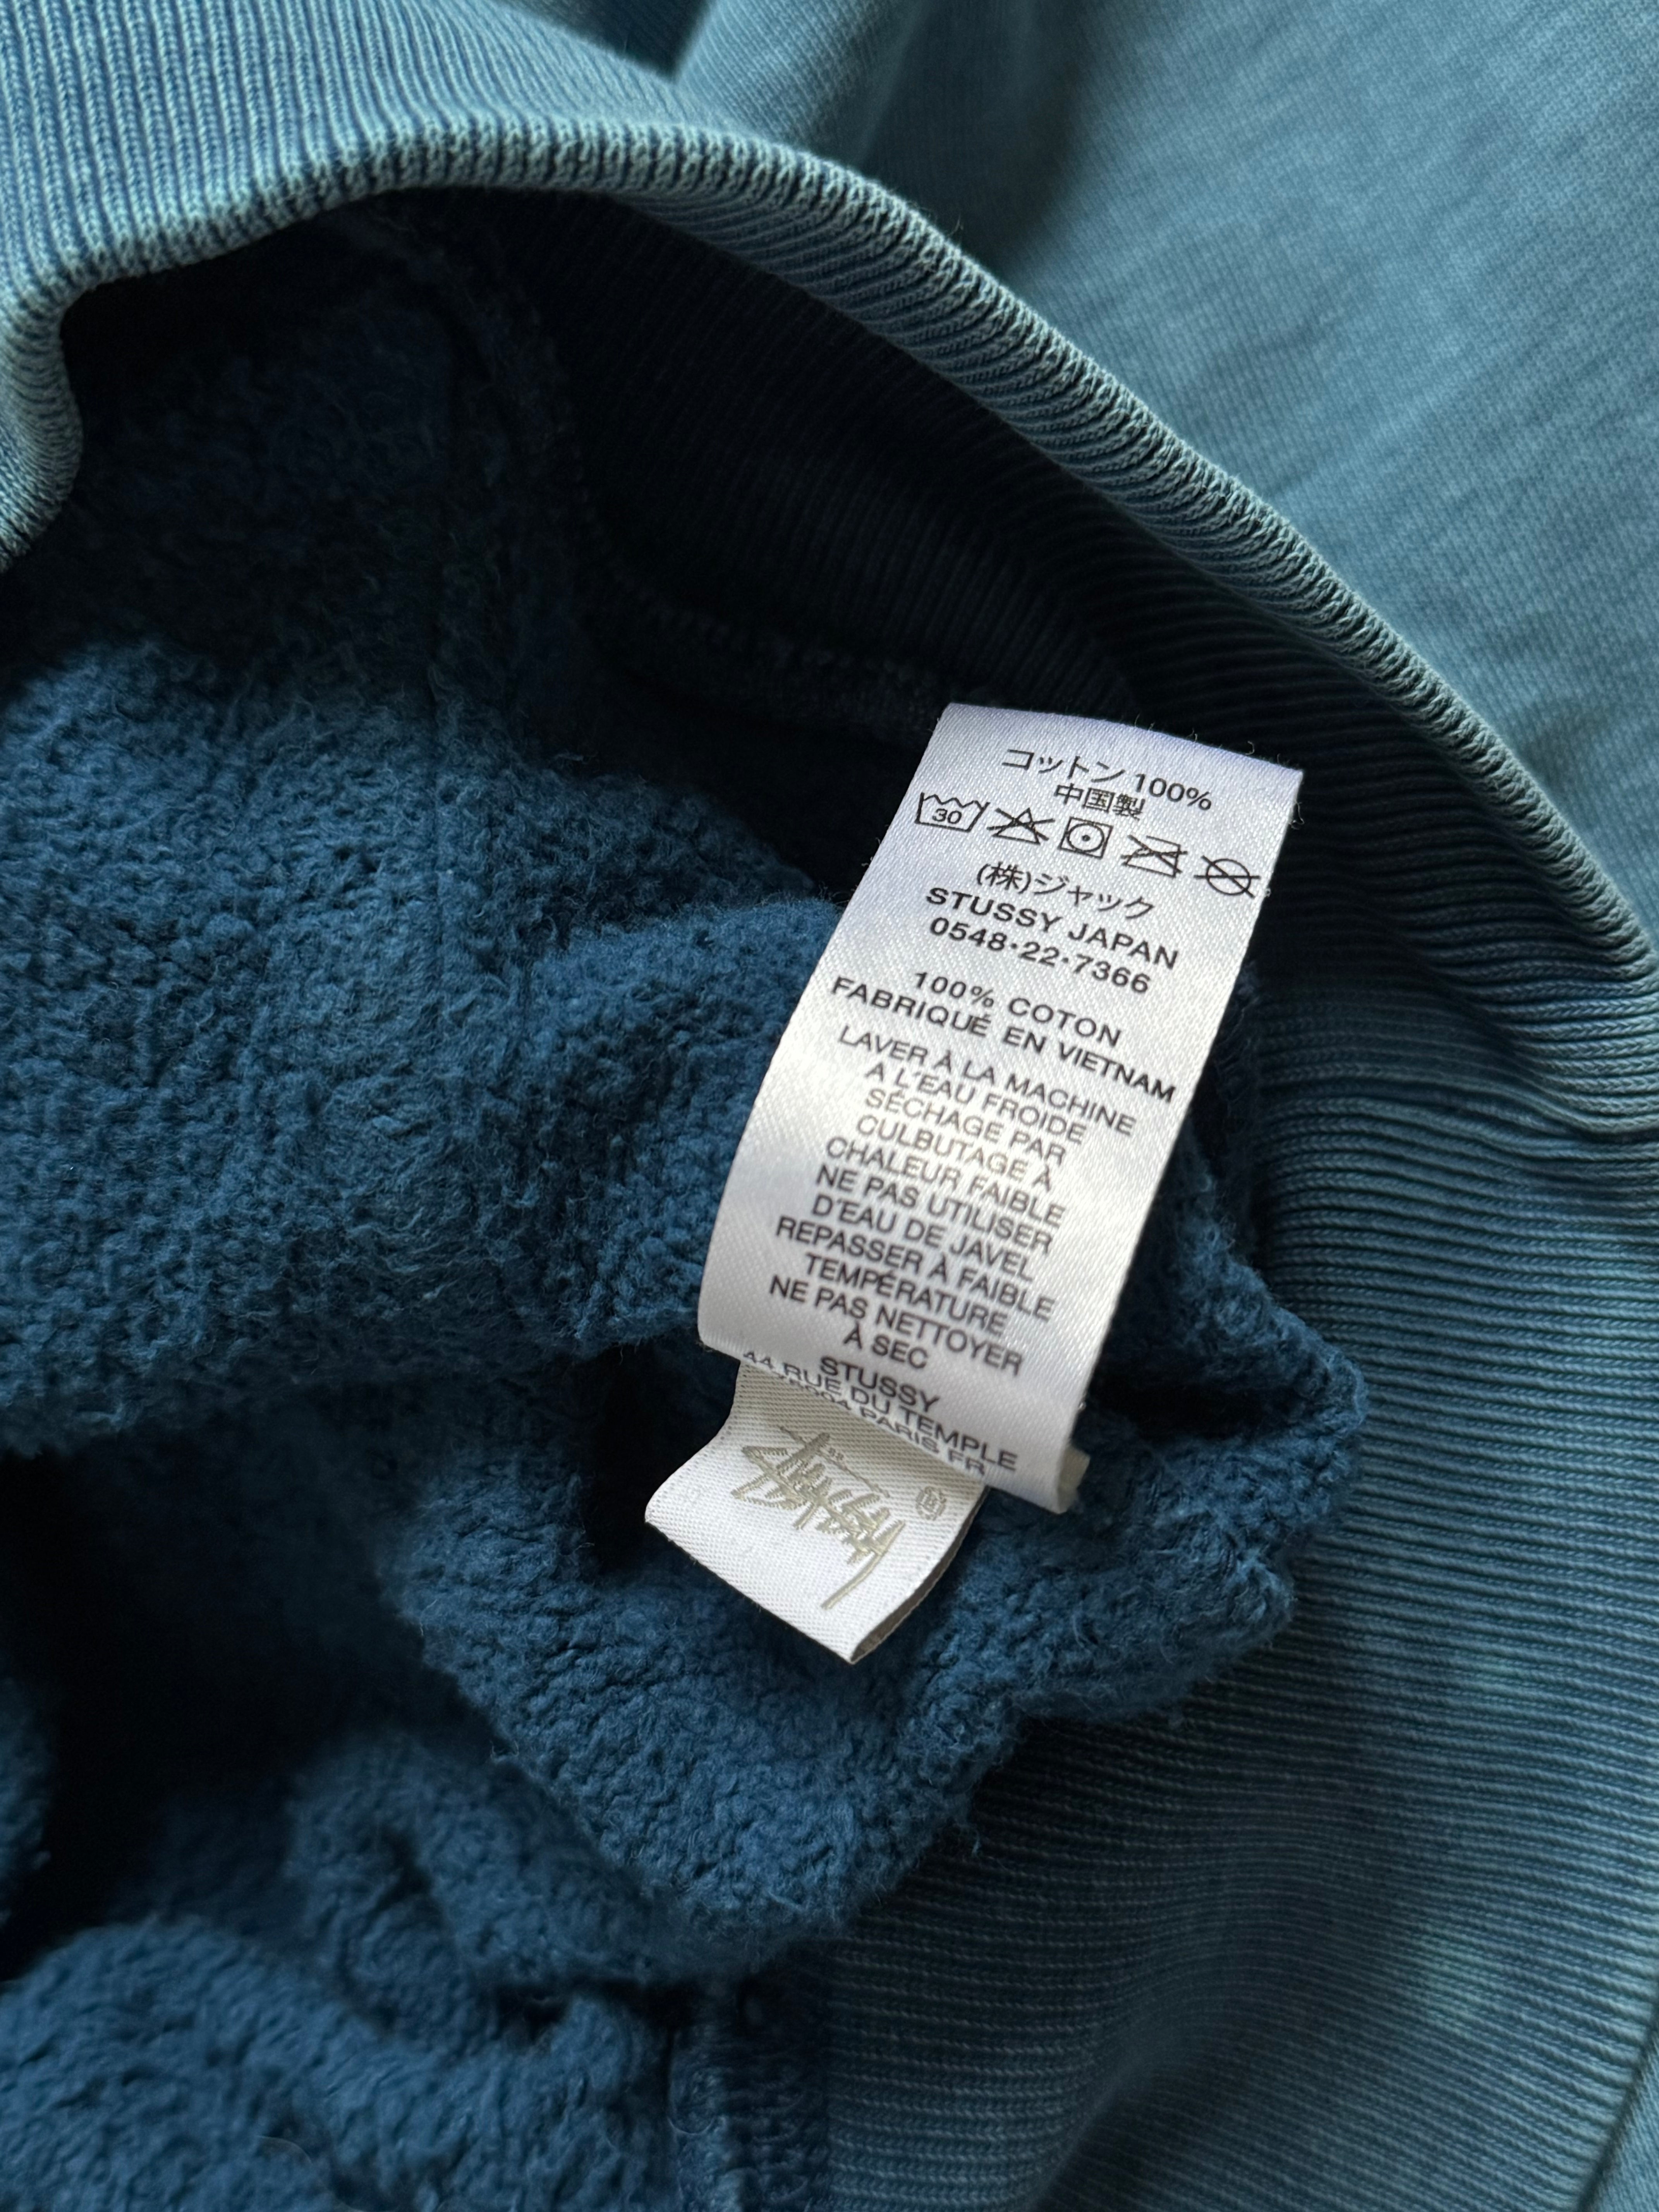 コットン 100%
中国製
30
(株)ジャック
STUSSY JAPAN
0548・22・7366
100% COTON
FABRIQUÉ EN VIETNAM
LAVER À LA MACHINE
A L'EAU FROIDE
SÉCHAGE PAR
CULBUTAGE À
CHALEUR FAIBLE
NE PAS UTILISER
D'EAU DE JAVEL
REPASSER À FAIBLE
TEMPÉRATURE
NE PAS NETTOYER
À SEC
STUSSY
44 RUE DU TEMPLE
PARIS FR
Stüssy
®